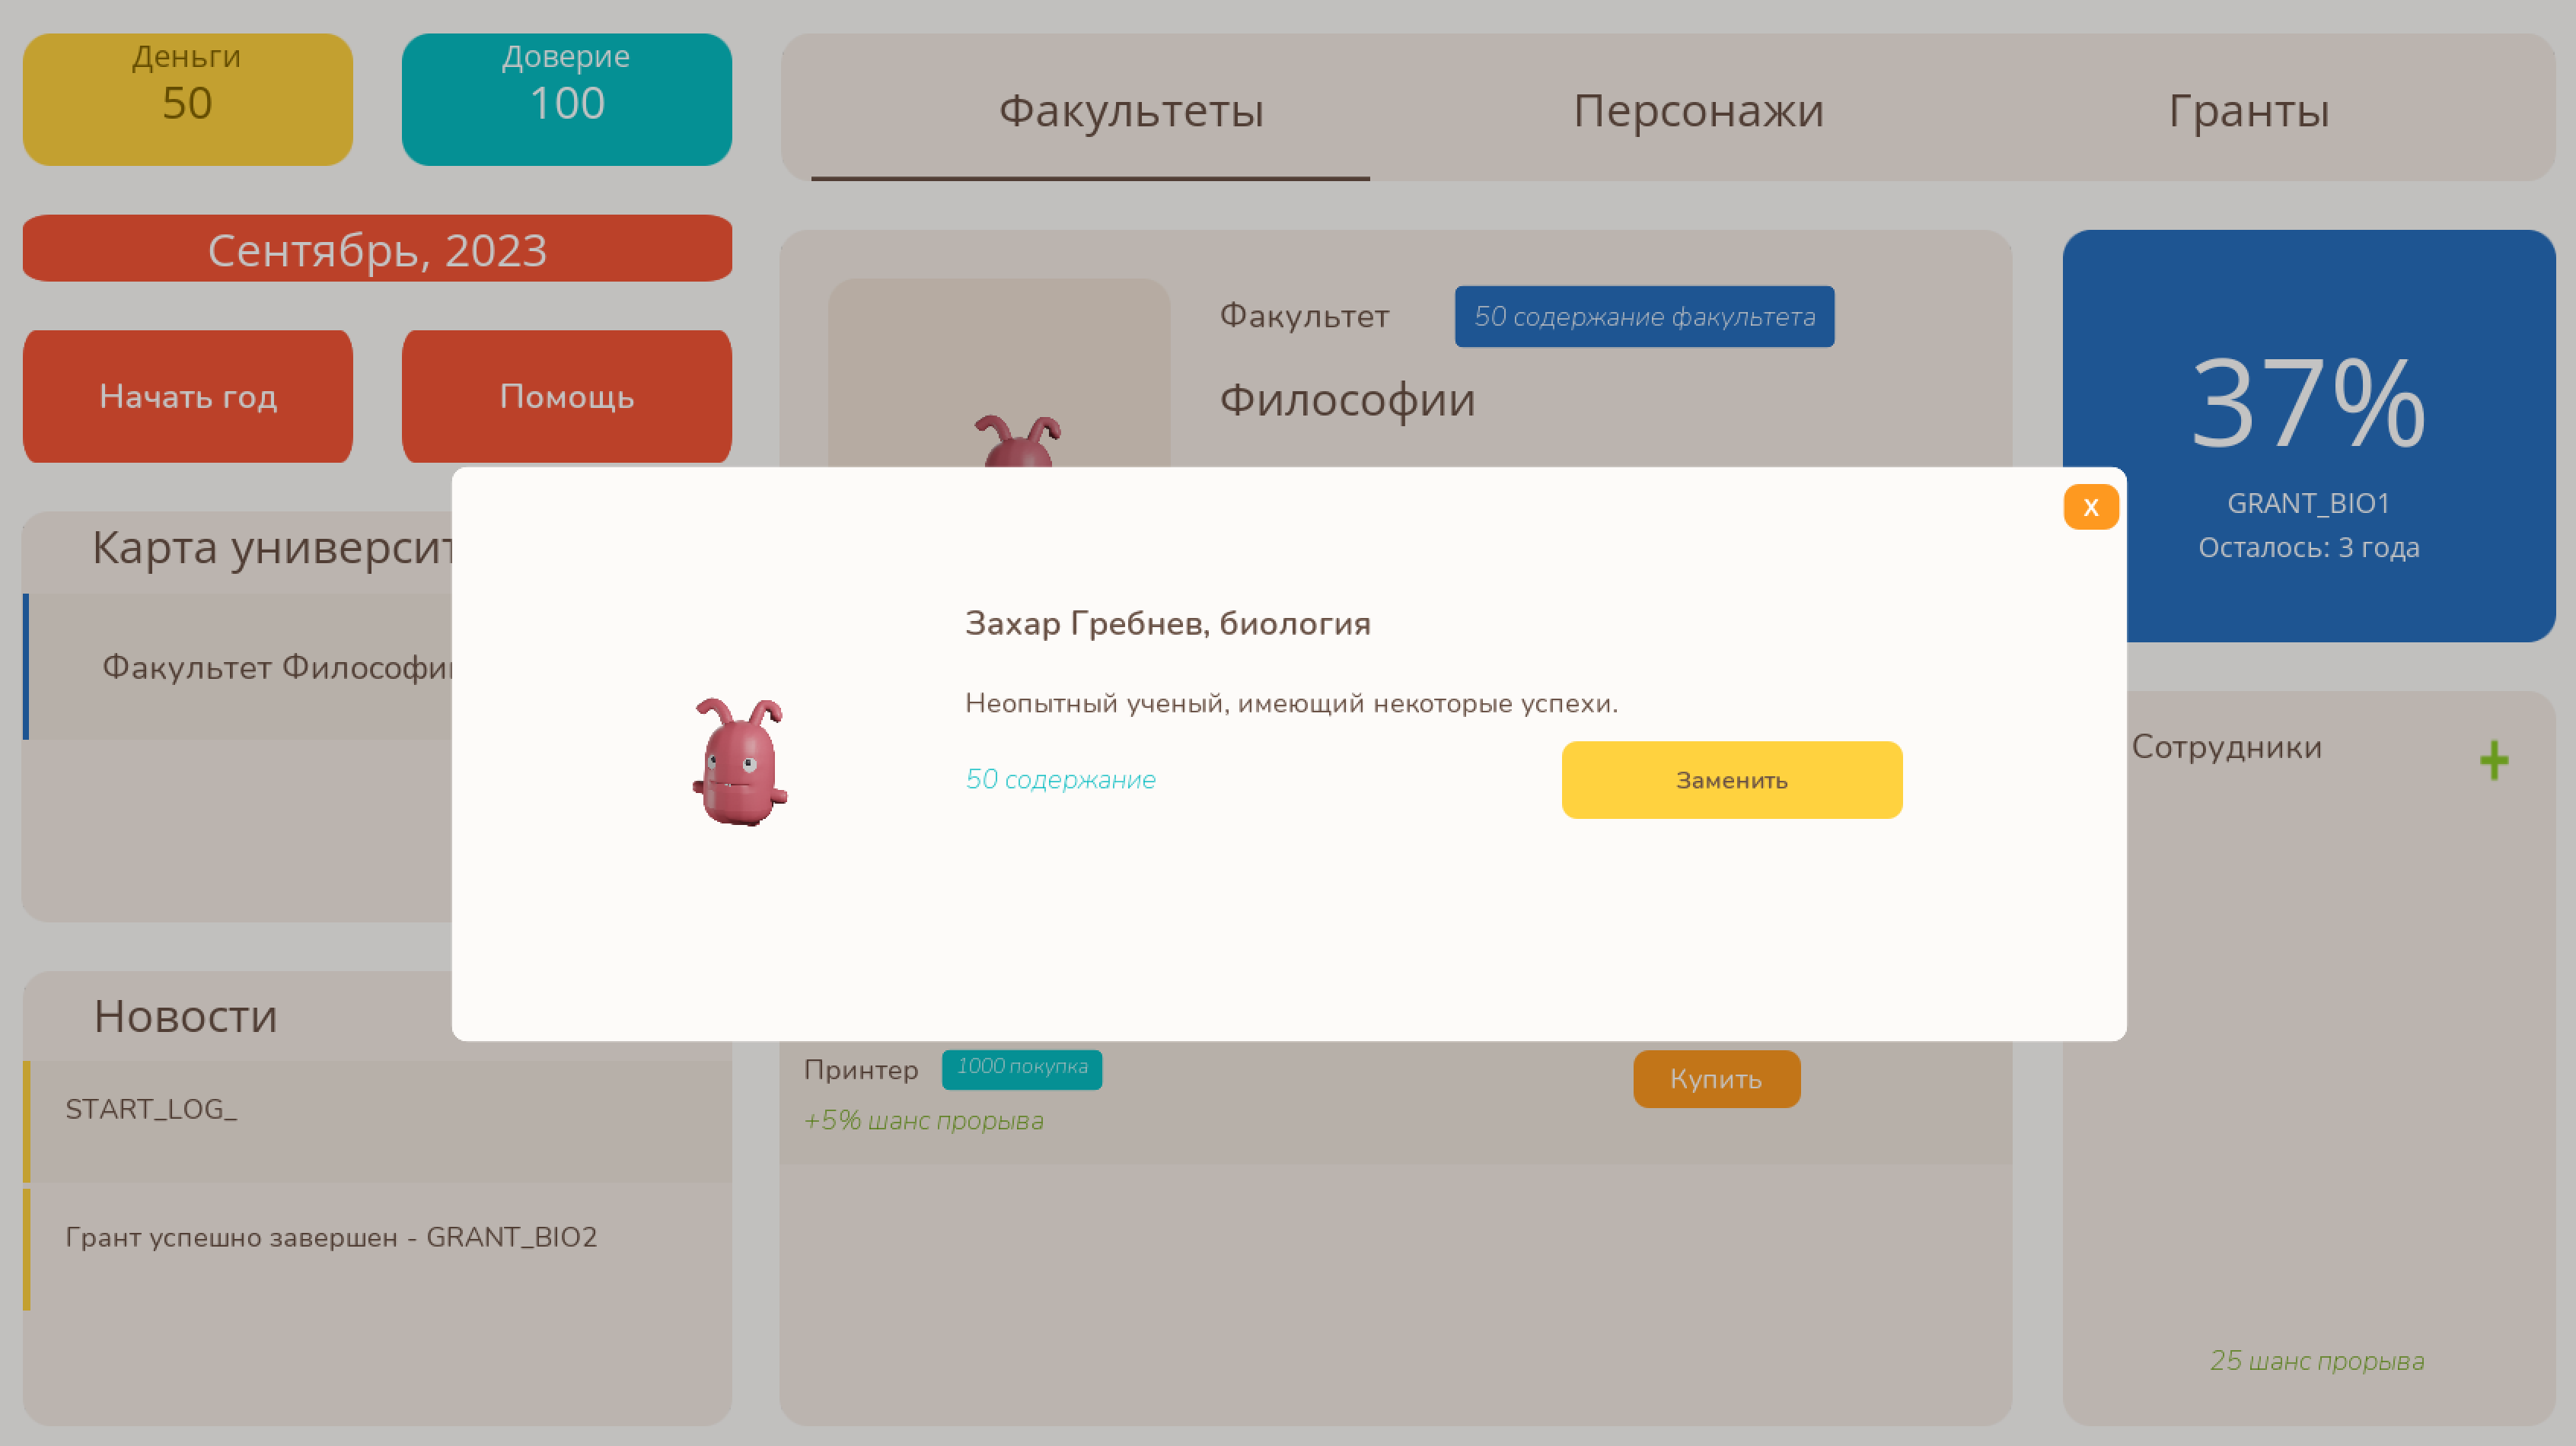 Деньги
50
Доверие
100
Факультеты
Персонажи
Гранты
Сентябрь, 2023
Начать год
Помощь
Факультет
50 содержание факультета
Философии
37%
GRANT_BIO1
Осталось: 3 года
Карта универси
Факультет Философи
Захар Гребнев, биология
Неопытный ученый, имеющий некоторые успехи.
50 содержание
Заменить
X
Сотрудники
+
Новости
START_LOG_
Грант успешно завершен - GRANT_BIO2
Принтер
1000 покупка
+5% шанс прорыва
Купить
25 шанс прорыва